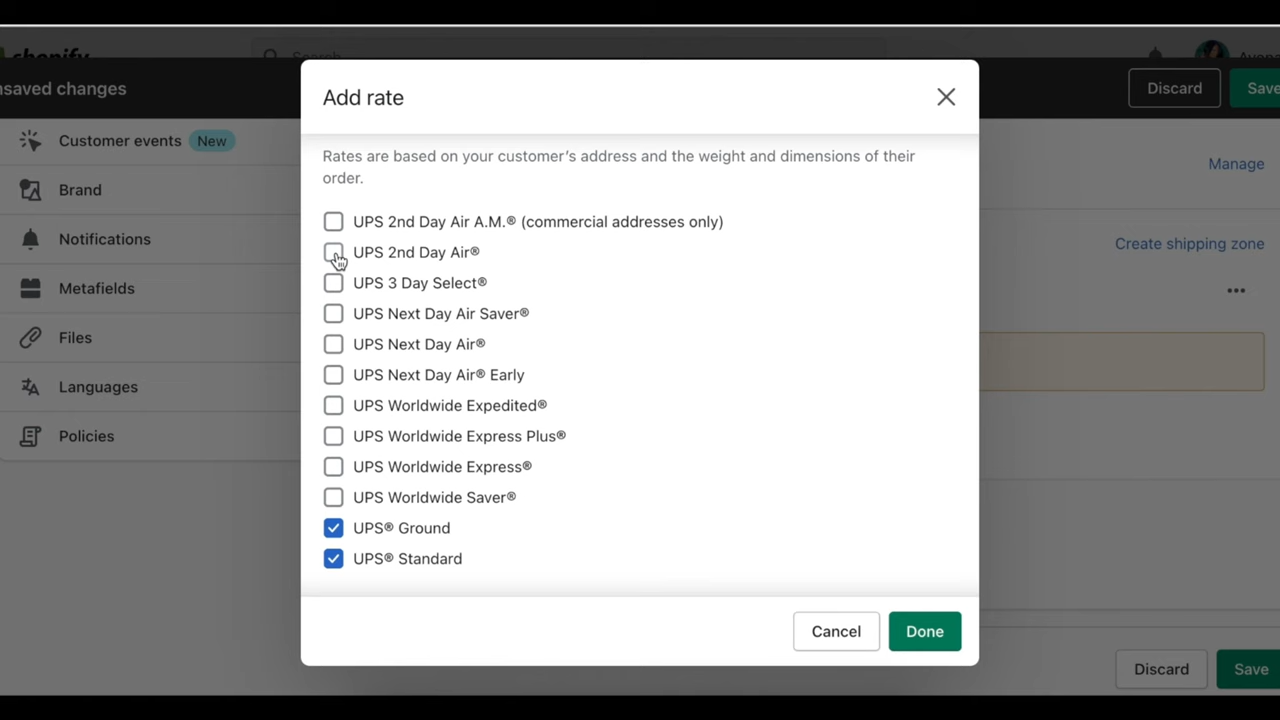 shopify
Search
nsaved changes
Discard
Save
Add rate
Customer events New
Brand
Notifications
Metafields
Files
Languages
Policies
Manage
Create shipping zone
Rates are based on your customer's address and the weight and dimensions of their
order.
UPS 2nd Day Air A.M.® (commercial addresses only)
UPS 2nd Day Air®
UPS 3 Day Select®
UPS Next Day Air Saver®
UPS Next Day Air®
UPS Next Day Air® Early
UPS Worldwide Expedited®
UPS Worldwide Express Plus®
UPS Worldwide Express®
UPS Worldwide Saver®
UPS® Ground
UPS® Standard
Cancel
Done
Discard
Save